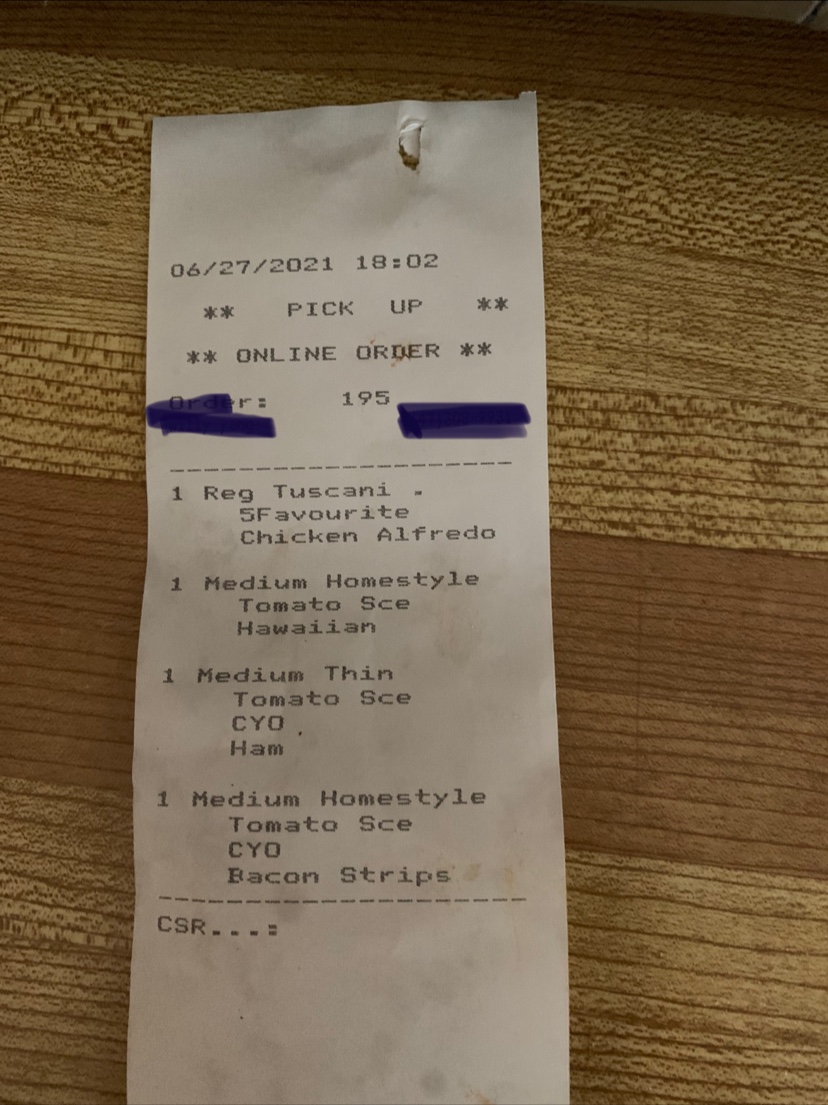 06/27/2021 18:02
** PICK UP **
** ONLINE ORDER **
Order: 195
--------------------
1 Reg Tuscani
5Favourite
Chicken Alfredo
1 Medium Homestyle
Tomato Sce
Hawaiian
1 Medium Thin
Tomato Sce
CYO
Ham
1 Medium Homestyle
Tomato Sce
CYO
Bacon Strips
--------------------
CSR...: